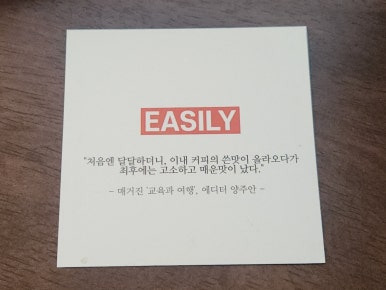 EASILY
"처음엔 달달하더니, 이내 커피의 쓴맛이 올라오다가
최후에는 고소하고 매운맛이 났다."
- 매거진 '교육과 여행', 에디터 양주안 -